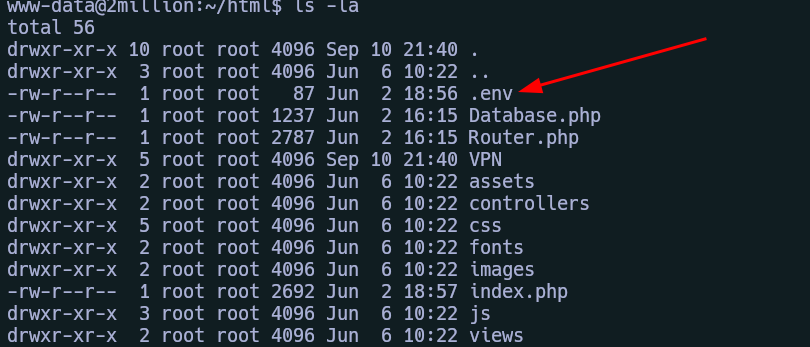 www-data@2million:~/html$ ls -la
total 56
drwxr-xr-x 10 root root 4096 Sep 10 21:40 .
drwxr-xr-x  3 root root 4096 Jun  6 10:22 ..
-rw-r--r--  1 root root   87 Jun  2 18:56 .env
-rw-r--r--  1 root root 1237 Jun  2 16:15 Database.php
-rw-r--r--  1 root root 2787 Jun  2 16:15 Router.php
drwxr-xr-x  5 root root 4096 Sep 10 21:40 VPN
drwxr-xr-x  2 root root 4096 Jun  6 10:22 assets
drwxr-xr-x  2 root root 4096 Jun  6 10:22 controllers
drwxr-xr-x  5 root root 4096 Jun  6 10:22 css
drwxr-xr-x  2 root root 4096 Jun  6 10:22 fonts
drwxr-xr-x  2 root root 4096 Jun  6 10:22 images
-rw-r--r--  1 root root 2692 Jun  2 18:57 index.php
drwxr-xr-x  3 root root 4096 Jun  6 10:22 js
drwxr-xr-x  2 root root 4096 Jun  6 10:22 views